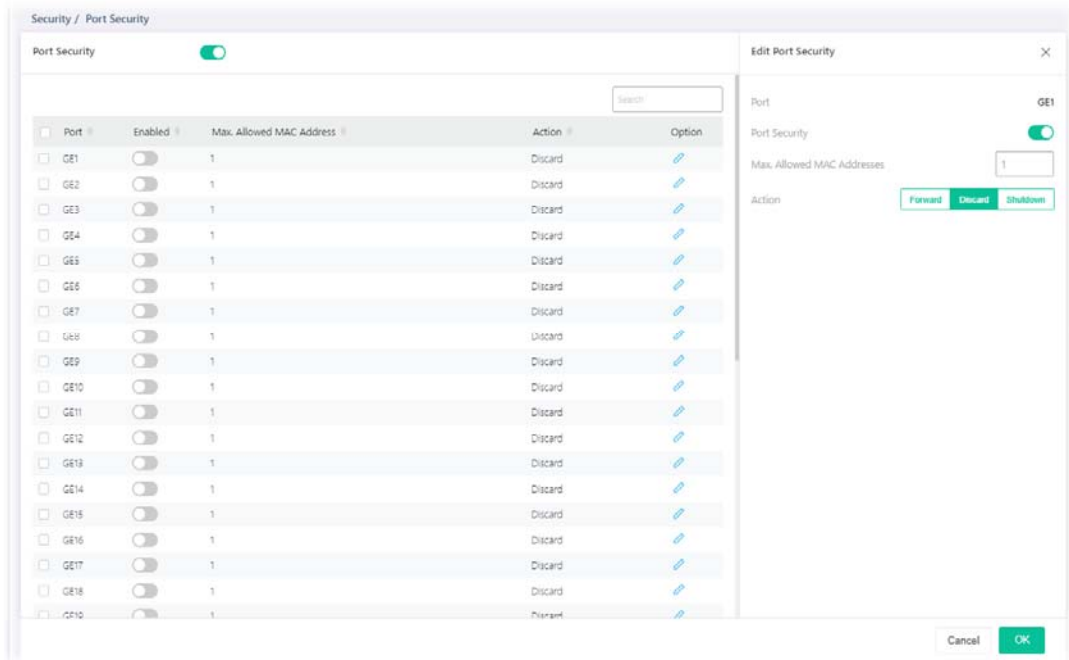 Security / Port Security
Port Security
Edit Port Security
Search
Port Enabled Max. Allowed MAC Address Action Option
GE1 1 Discard
GE2 1 Discard
GE3 1 Discard
GE4 1 Discard
GE5 1 Discard
GE6 1 Discard
GE7 1 Discard
GE8 1 Discard
GE9 1 Discard
GE10 1 Discard
GE11 1 Discard
GE12 1 Discard
GE13 1 Discard
GE14 1 Discard
GE15 1 Discard
GE16 1 Discard
GE17 1 Discard
GE18 1 Discard
GE19 1 Discard
Port GE1
Port Security
Max. Allowed MAC Addresses 1
Action Forward Discard Shutdown
Cancel OK